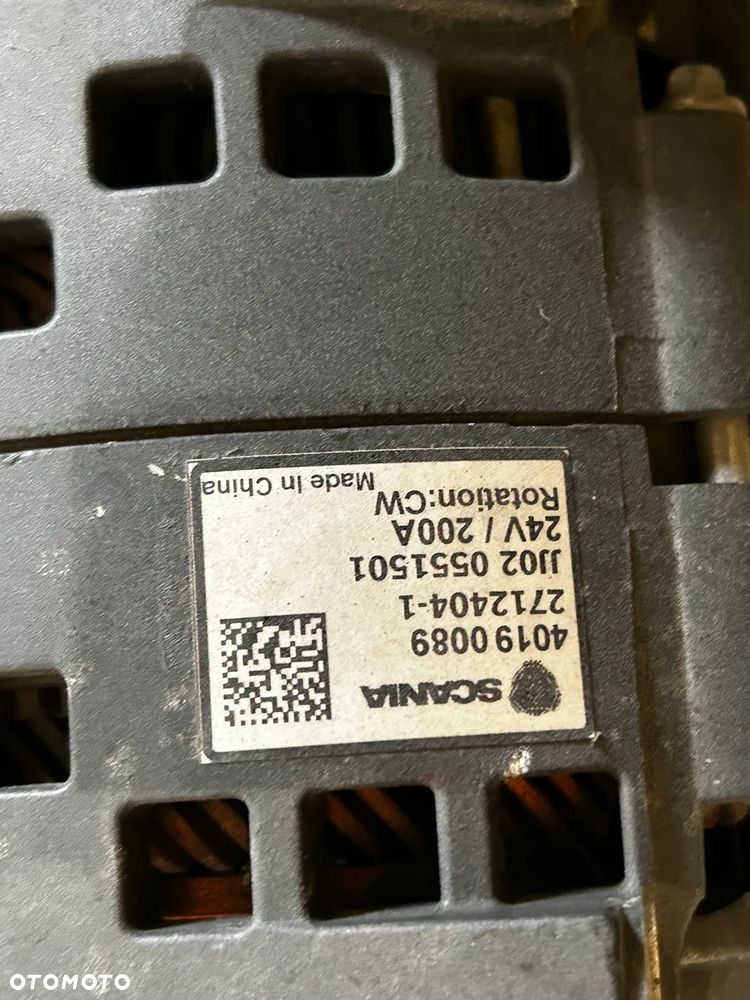 SCANIA
4019 0089
2712404-1
JJ02 0551501
24V / 200A
Rotation:CW
Made In China
OTOMOTO